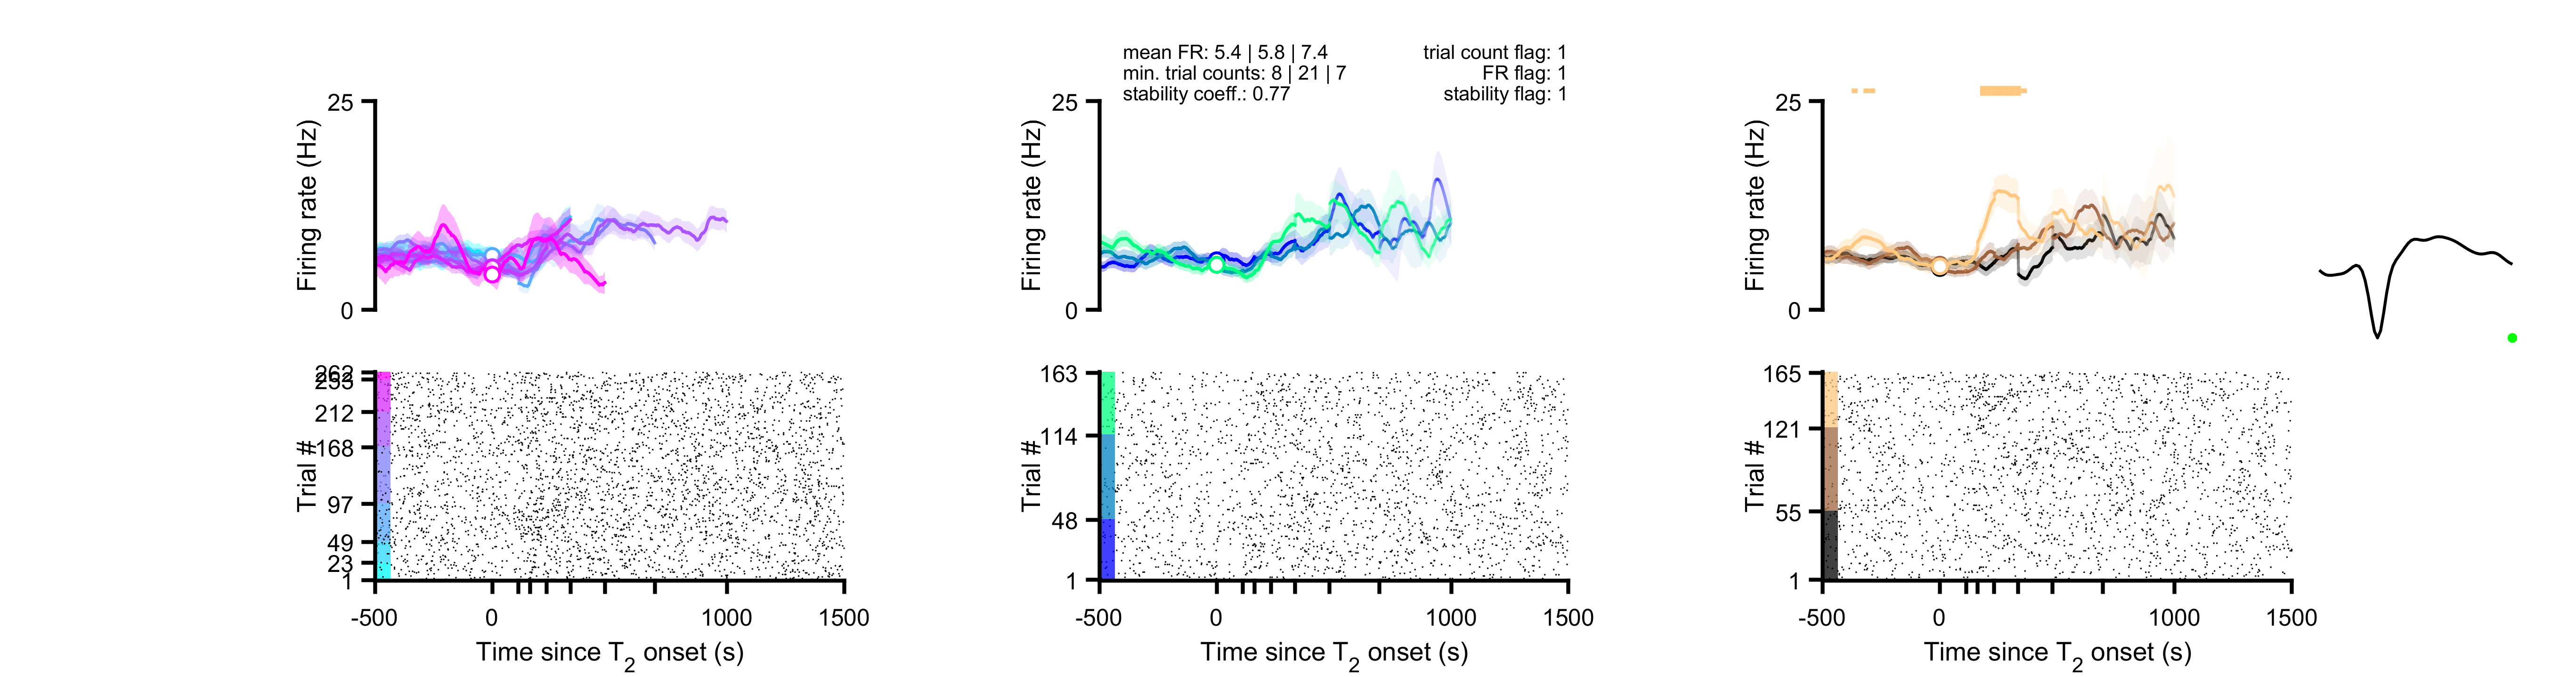 mean FR: 5.4 | 5.8 | 7.4
min. trial counts: 8 | 21 | 7
stability coeff.: 0.77
trial count flag: 1
FR flag: 1
stability flag: 1
25
Firing rate (Hz)
0
25
Firing rate (Hz)
0
25
Firing rate (Hz)
0
262
212
168
97
49
23
1
Trial #
-500
0
1000
1500
Time since T2 onset (s)
163
114
48
1
Trial #
-500
0
1000
1500
Time since T2 onset (s)
165
121
55
1
Trial #
-500
0
1000
1500
Time since T2 onset (s)